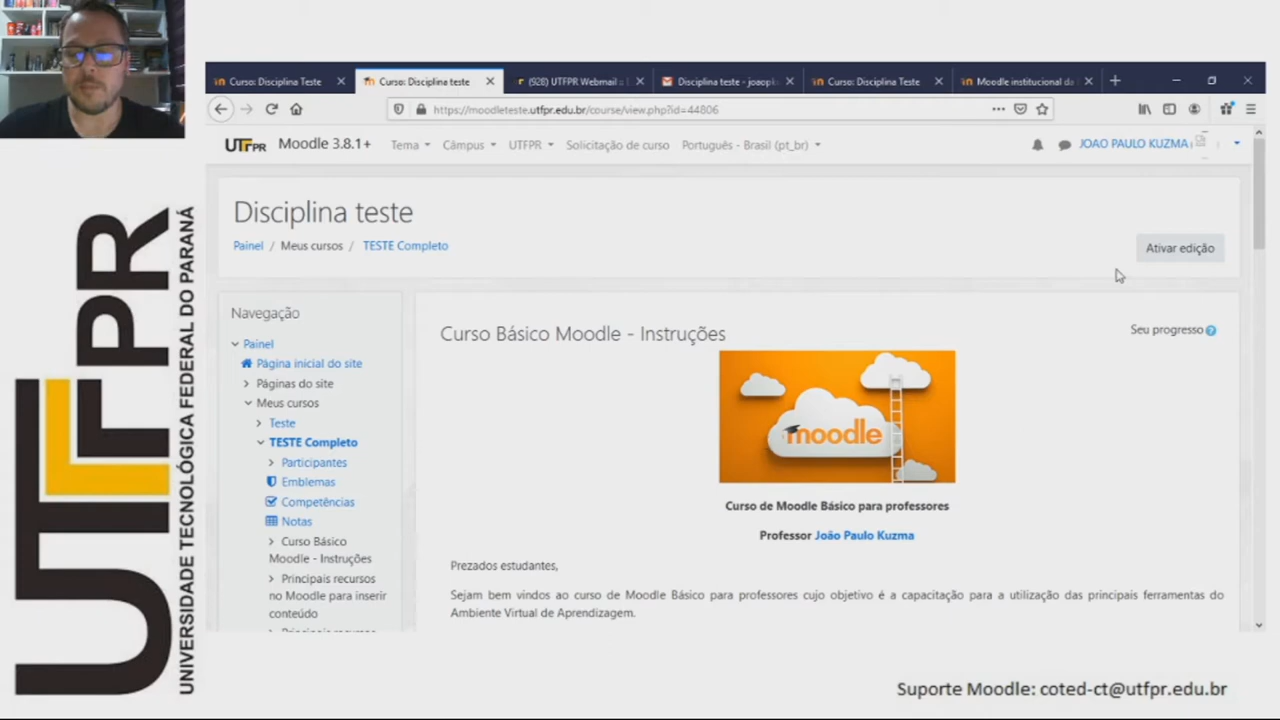 Curso: Disciplina Teste
Curso: Disciplina teste
(928) UTFPR Webmail ::
Disciplina teste - joaopk
Curso: Disciplina Teste
Moodle institucional da
https://moodleteste.utfpr.edu.br/course/view.php?id=44806
UTFPR Moodle 3.8.1+ Tema Câmpus UTFPR Solicitação de curso Português - Brasil (pt_br) JOAO PAULO KUZMA
Disciplina teste
Painel / Meus cursos / TESTE Completo
Ativar edição
Navegação
Painel
Página inicial do site
Páginas do site
Meus cursos
Teste
TESTE Completo
Participantes
Emblemas
Competências
Notas
Curso Básico
Moodle - Instruções
Principais recursos
no Moodle para inserir
conteúdo
Curso Básico Moodle - Instruções
Seu progresso
moodle
Curso de Moodle Básico para professores
Professor João Paulo Kuzma
Prezados estudantes,
Sejam bem vindos ao curso de Moodle Básico para professores cujo objetivo é a capacitação para a utilização das principais ferramentas do
Ambiente Virtual de Aprendizagem.
UTFPR
UNIVERSIDADE TECNOLÓGICA FEDERAL DO PARANÁ
Suporte Moodle: coted-ct@utfpr.edu.br